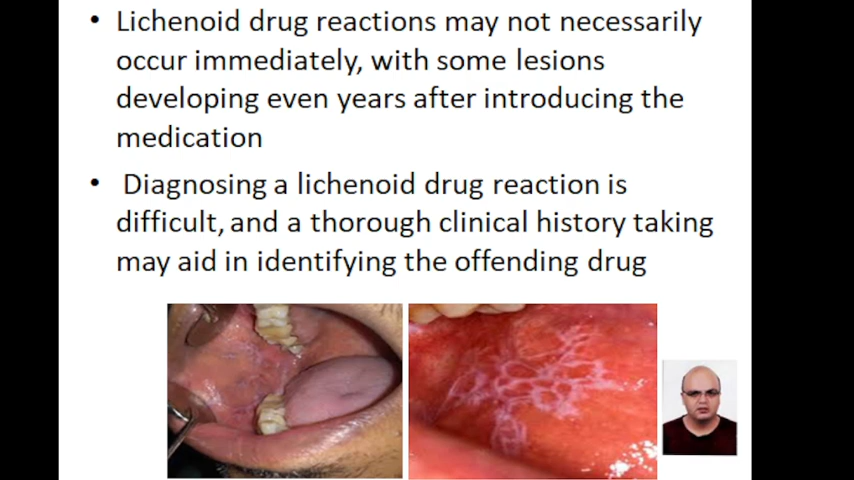 • Lichenoid drug reactions may not necessarily
occur immediately, with some lesions
developing even years after introducing the
medication
• Diagnosing a lichenoid drug reaction is
difficult, and a thorough clinical history taking
may aid in identifying the offending drug